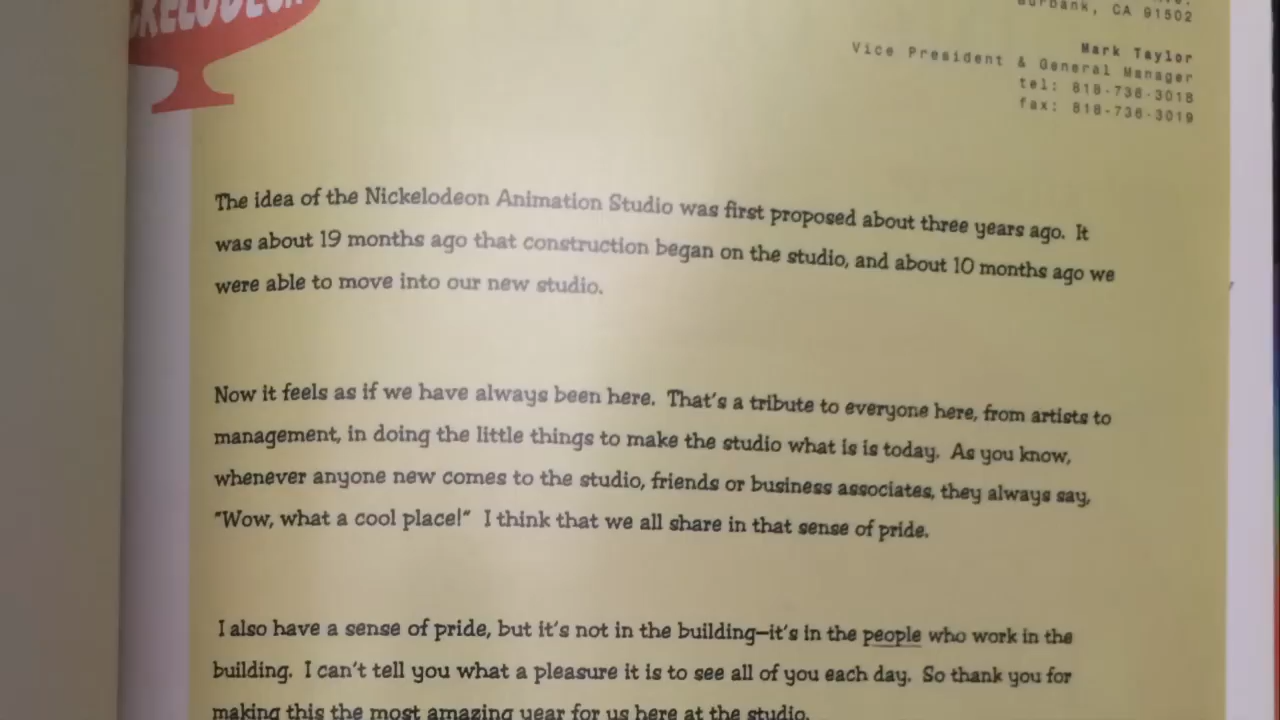 NICKELODEON
Burbank, CA 91502
Mark Taylor
Vice President & General Manager
tel: 818-736-3018
fax: 818-736-3019
The idea of the Nickelodeon Animation Studio was first proposed about three years ago. It
was about 19 months ago that construction began on the studio, and about 10 months ago we
were able to move into our new studio.
Now it feels as if we have always been here. That's a tribute to everyone here, from artists to
management, in doing the little things to make the studio what is is today. As you know,
whenever anyone new comes to the studio, friends or business associates, they always say,
"Wow, what a cool place!" I think that we all share in that sense of pride.
I also have a sense of pride, but it's not in the building—it's in the people who work in the
building. I can't tell you what a pleasure it is to see all of you each day. So thank you for
making this the most amazing year for us here at the studio.